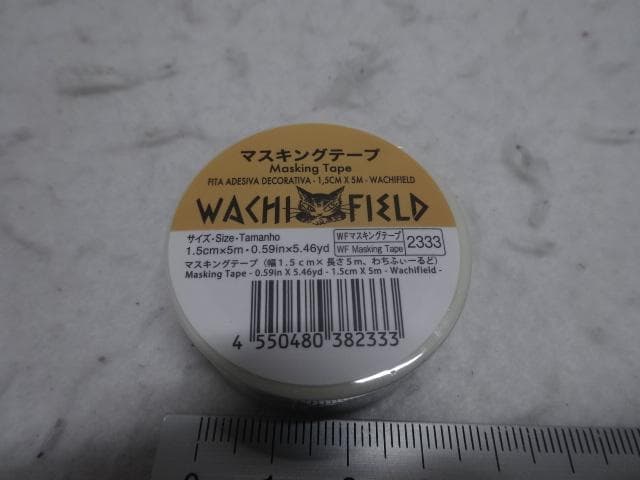 マスキングテープ
Masking Tape
FITA ADESIVA DECORATIVA - 1,5CM X 5M - WACHIFIELD
WACHI FIELD
サイズ・Size・Tamanho
1.5cm×5m・0.59in×5.46yd
WFマスキングテープ
WF Masking Tape
2333
マスキングテープ（幅１.５ｃｍ×長さ５ｍ、わちふぃーるど）
Masking Tape - 0.59in X 5.46yd - 1.5CM X 5m - Wachifield -
4 550480 382333